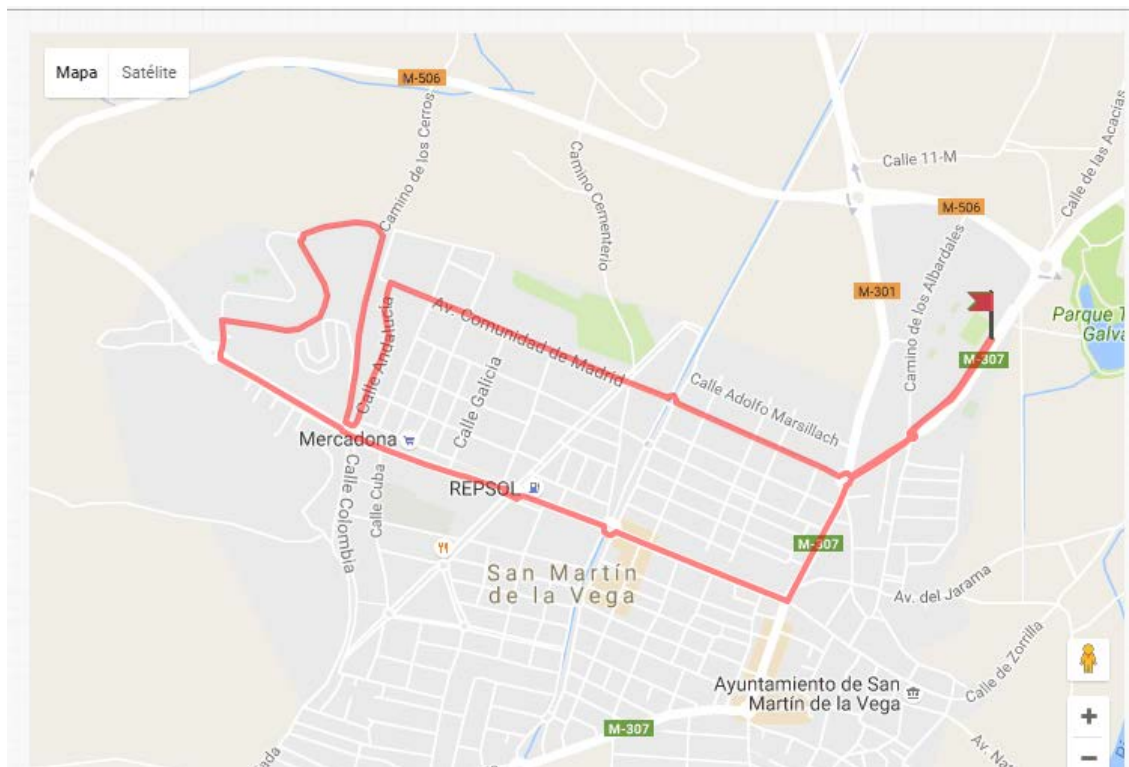 Mapa Satélite
M-506
Camino de los Cerros
Camino Cementerio
Calle 11-M
Calle de las Acacias
M-506
Camino de los Albardales
M-301
Parque T
Galva
M-307
Av. Comunidad de Madrid
Calle Andalucía
Calle Galicia
Calle Adolfo Marsillach
Mercadona
Calle Colombia
Calle Cuba
REPSOL
M-307
San Martín
de la Vega
Av. del Jarama
Calle de Zorrilla
Ayuntamiento de San
Martín de la Vega
M-307
Av. Nat
+
−